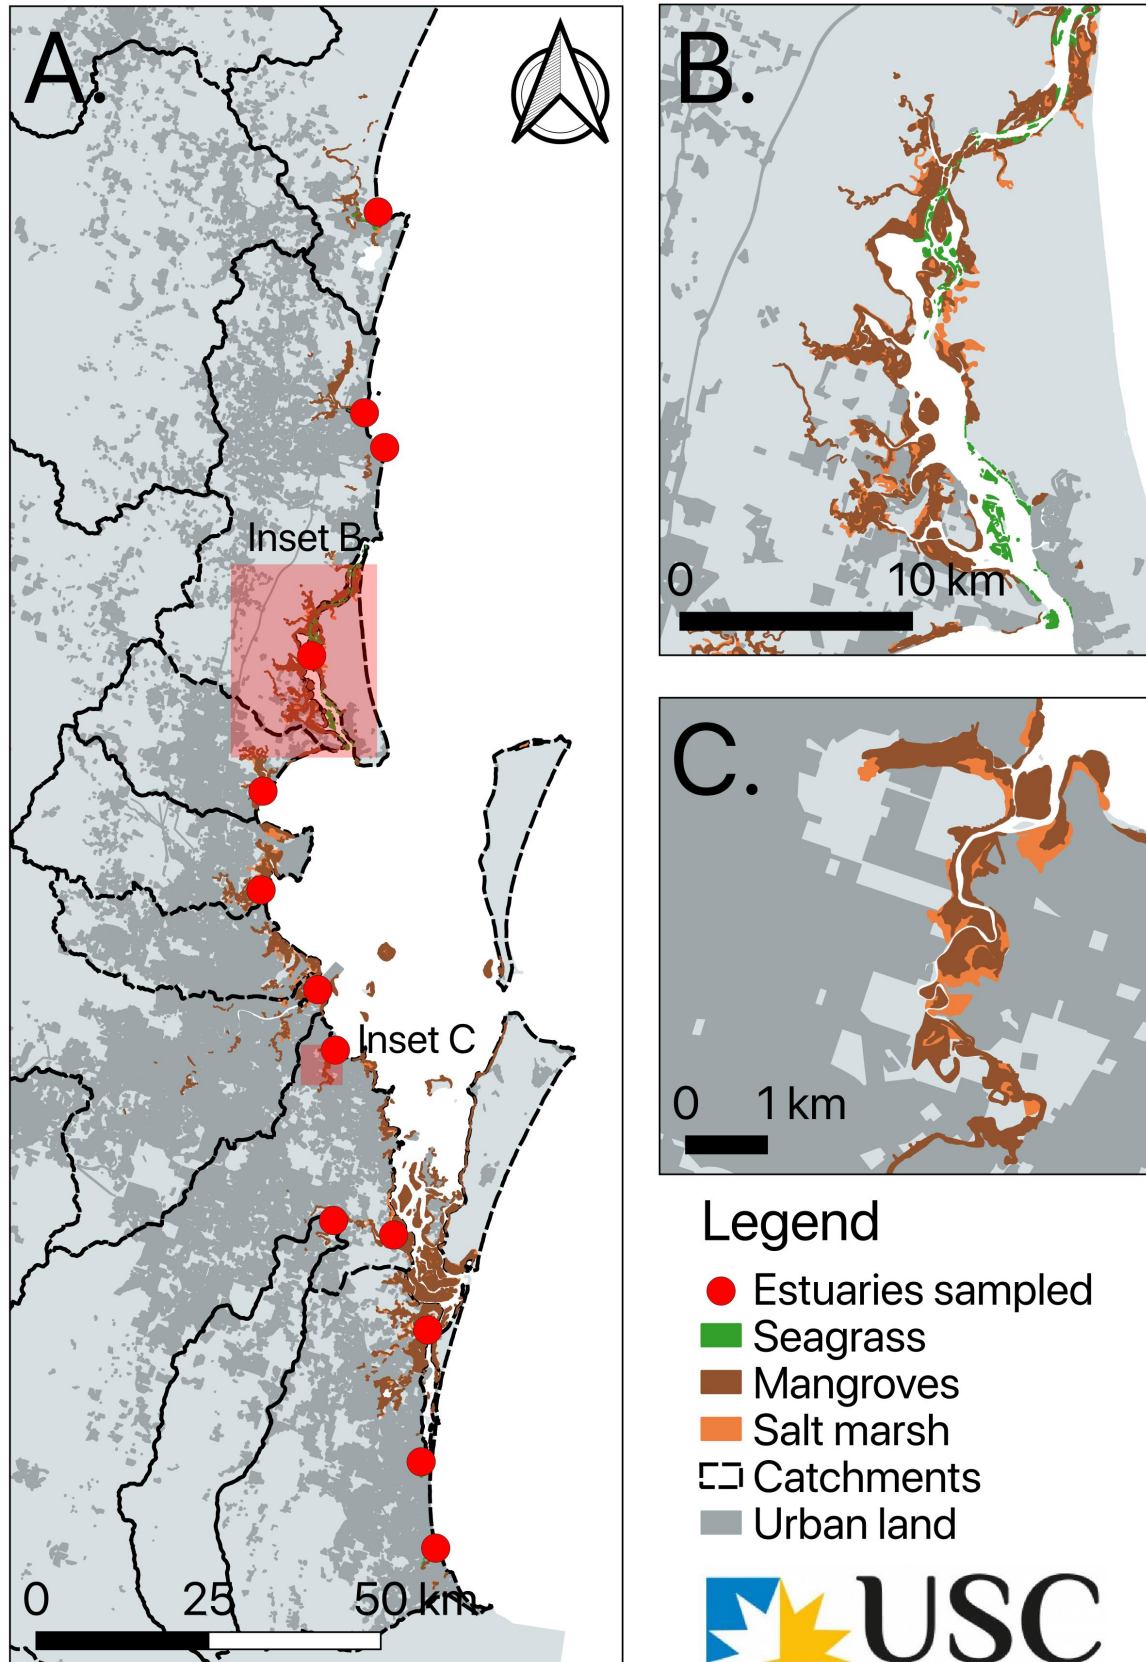 A.
Inset B
Inset C
0 25 50 km
B.
0 10 km
C.
0 1 km
Legend
Estuaries sampled
Seagrass
Mangroves
Salt marsh
Catchments
Urban land
USC